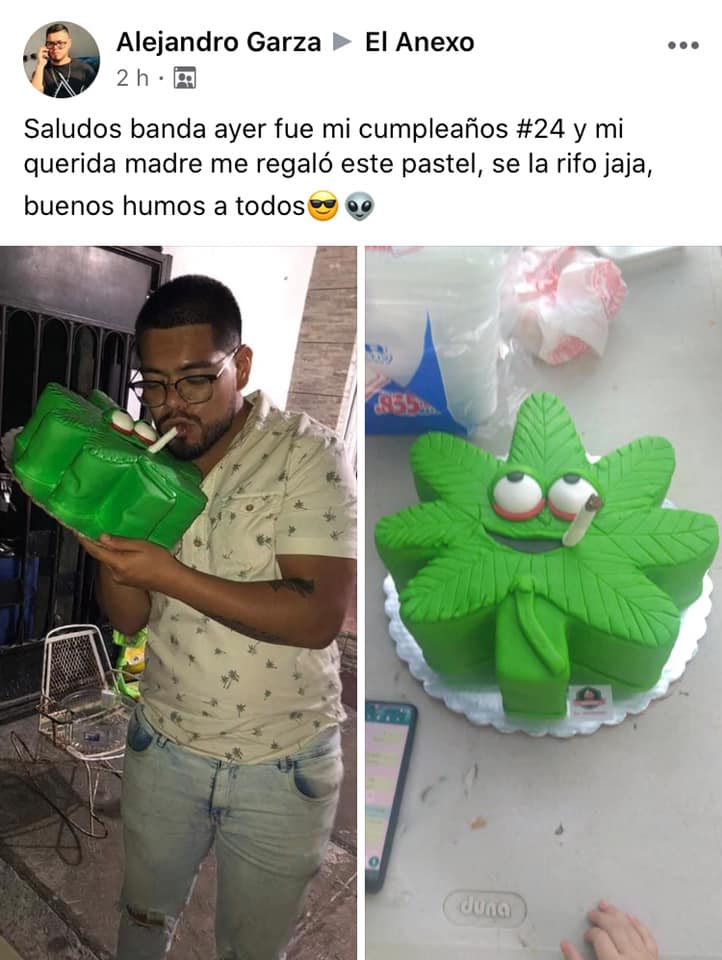 Alejandro Garza ▶ El Anexo
2 h ·
Saludos banda ayer fue mi cumpleaños #24 y mi
querida madre me regaló este pastel, se la rifo jaja,
buenos humos a todos😎👽
855
duna